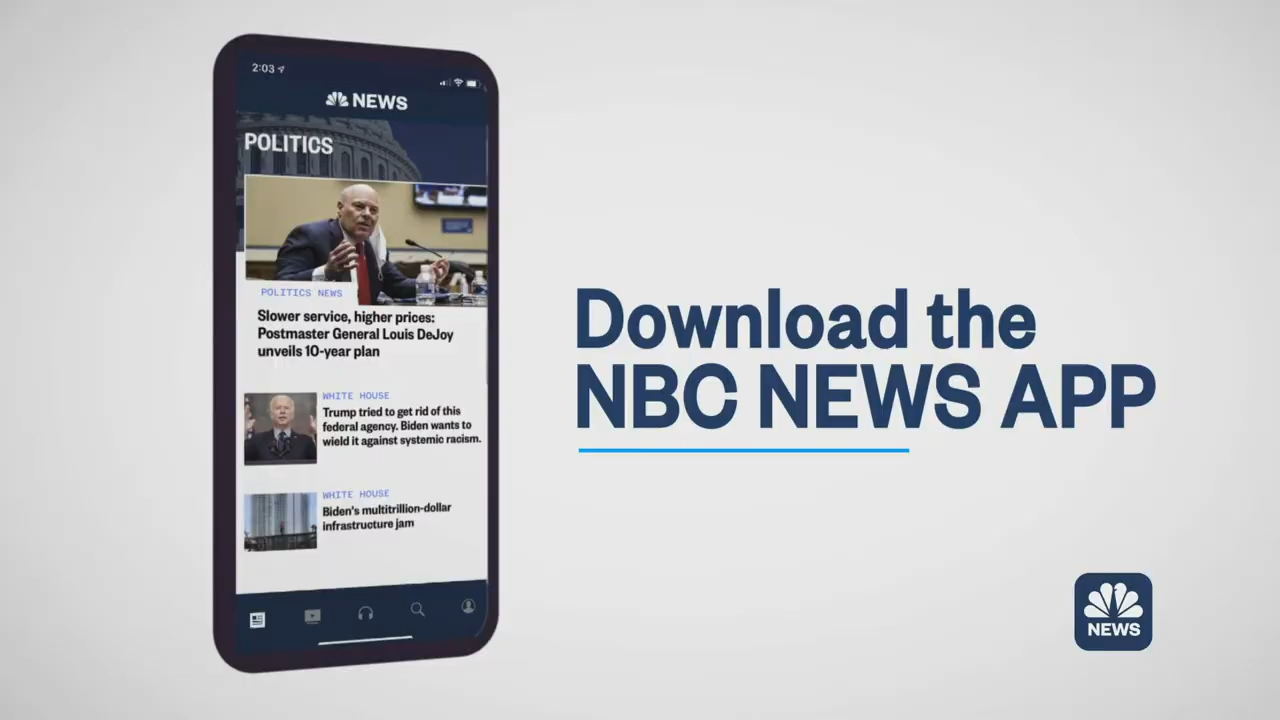 2:03
NEWS
POLITICS
POLITICS NEWS
Slower service, higher prices:
Postmaster General Louis DeJoy
unveils 10-year plan
WHITE HOUSE
Trump tried to get rid of this
federal agency. Biden wants to
wield it against systemic racism.
WHITE HOUSE
Biden's multitrillion-dollar
infrastructure jam
Download the
NBC NEWS APP
NEWS